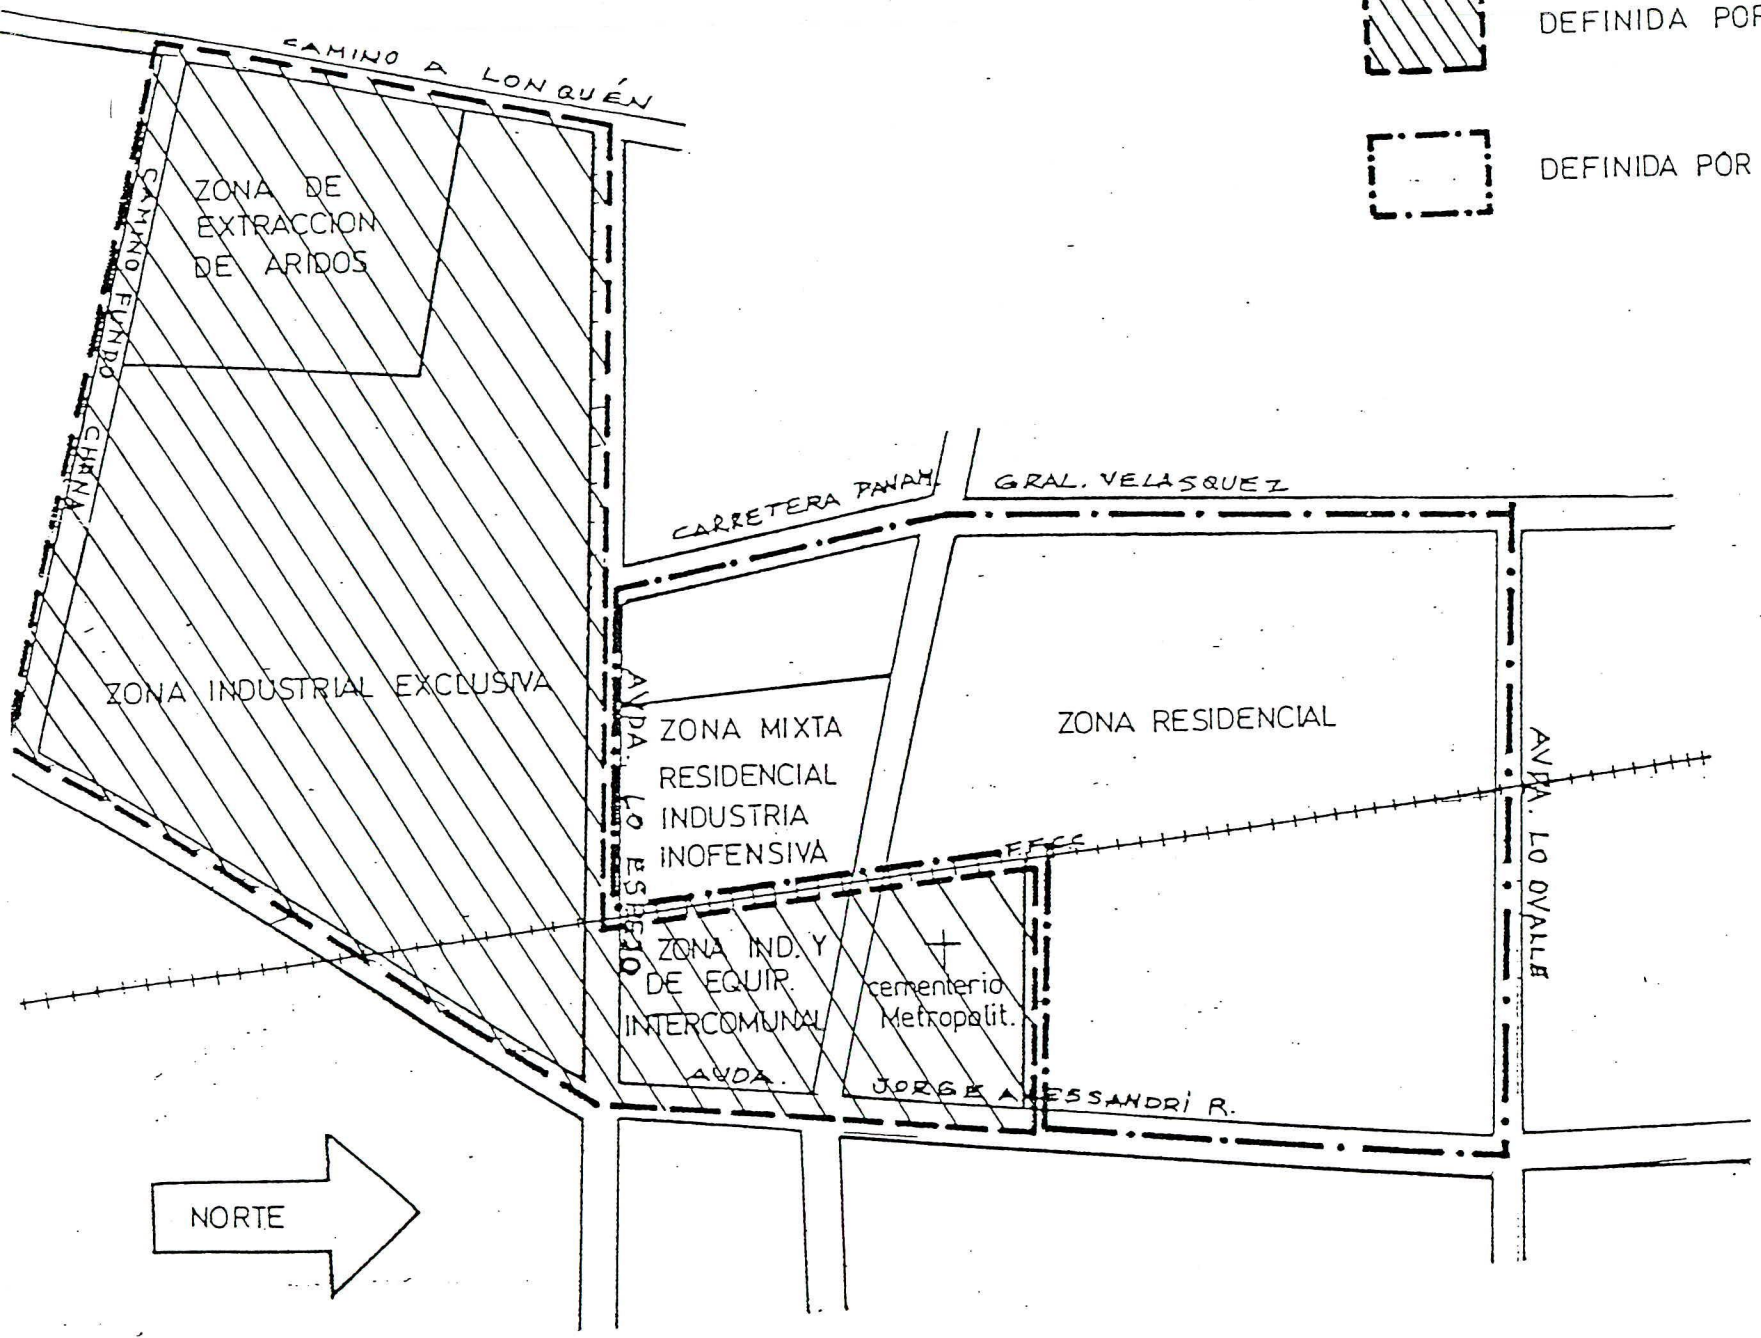 DEFINIDA POR
CAMINO A LONQUÉN
DEFINIDA POR
ZONA DE
EXTRACCION
DE ARIDOS
CAMINO FUNDO CHENA
CARRETERA PANAM.
GRAL. VELASQUEZ
ZONA INDUSTRIAL EXCLUSIVA
AVDA. LO ESPEJO
ZONA MIXTA
RESIDENCIAL
INDUSTRIA
INOFENSIVA
ZONA RESIDENCIAL
AVDA. LO OVALLE
FFCC
ZONA IND. Y
DE EQUIP.
INTERCOMUNAL
cementerio
Metropolit.
AVDA. JORGE ALESSANDRI R.
NORTE